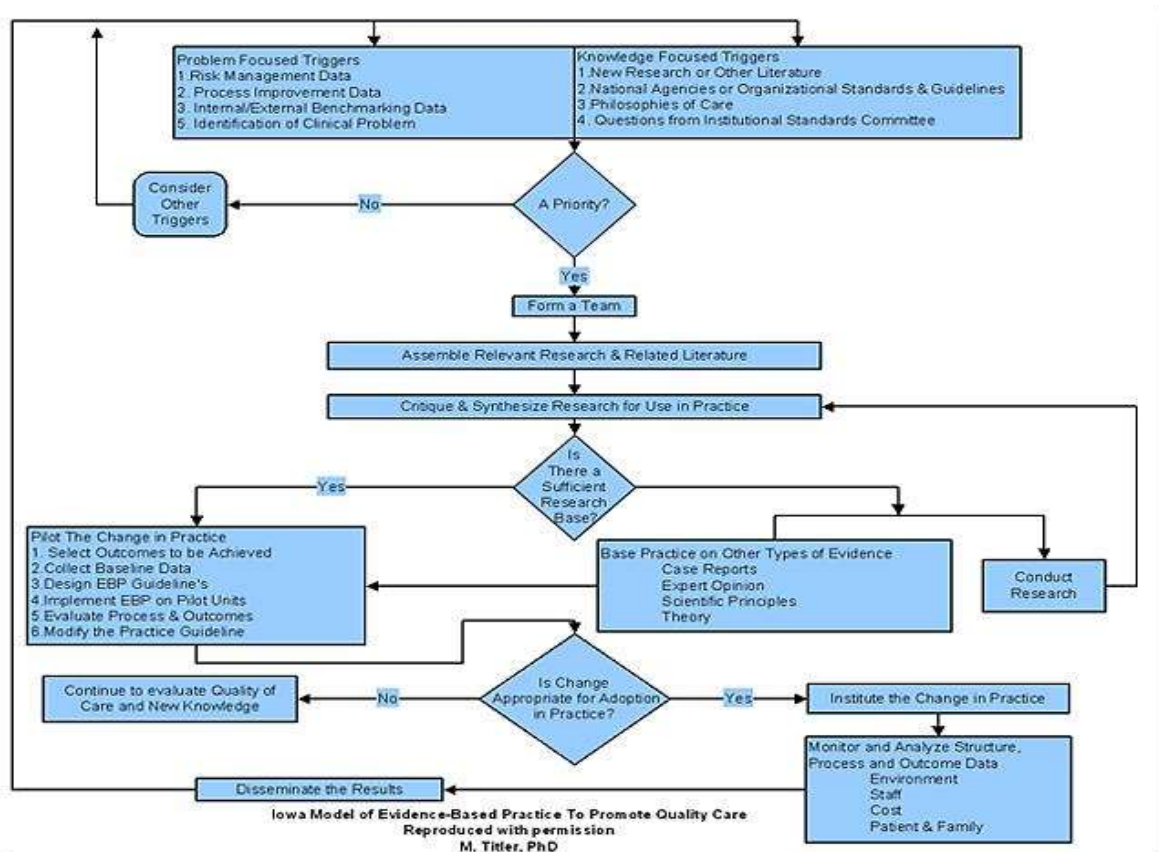 Problem Focused Triggers
1.Risk Management Data
2. Process Improvement Data
3. Internal/External Benchmarking Data
5. Identification of Clinical Problem
Knowledge Focused Triggers
1.New Research or Other Literature
2.National Agencies or Organizational Standards & Guidelines
3.Philosophies of Care
4. Questions from Institutional Standards Committee
Consider
Other
Triggers
No
A Priority?
Yes
Form a Team
Assemble Relevant Research & Related Literature
Critique & Synthesize Research for Use in Practice
Is
There a
Sufficient
Research
Base?
Yes
Pilot The Change in Practice
1. Select Outcomes to be Achieved
2.Collect Baseline Data
3.Design EBP Guideline's
4.Implement EBP on Pilot Units
5.Evaluate Process & Outcomes
6.Modify the Practice Guideline
Base Practice on Other Types of Evidence
Case Reports
Expert Opinion
Scientific Principles
Theory
Conduct
Research
Is Change
Appropriate for Adoption
in Practice?
No
Continue to evaluate Quality of
Care and New Knowledge
Yes
Institute the Change in Practice
Monitor and Analyze Structure,
Process and Outcome Data
Environment
Staff
Cost
Patient & Family
Disseminate the Results
Iowa Model of Evidence-Based Practice To Promote Quality Care
Reproduced with permission
M. Titler, PhD